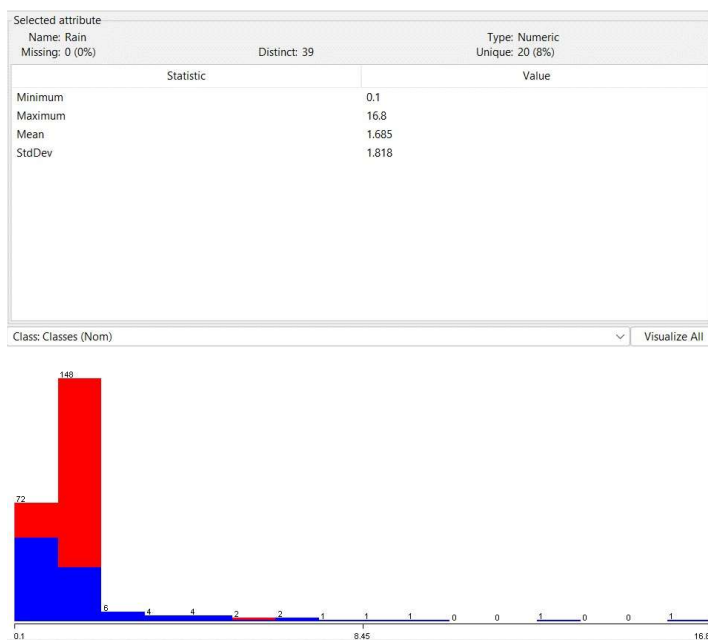 Selected attribute
Name: Rain Type: Numeric
Missing: 0 (0%) Distinct: 39 Unique: 20 (8%)
Statistic Value
Minimum 0.1
Maximum 16.8
Mean 1.685
StdDev 1.818
Class: Classes (Nom) Visualize All
148
72
6 4 4 2 2 1 1 1 0 0 1 0 0 1
0.1 8.45